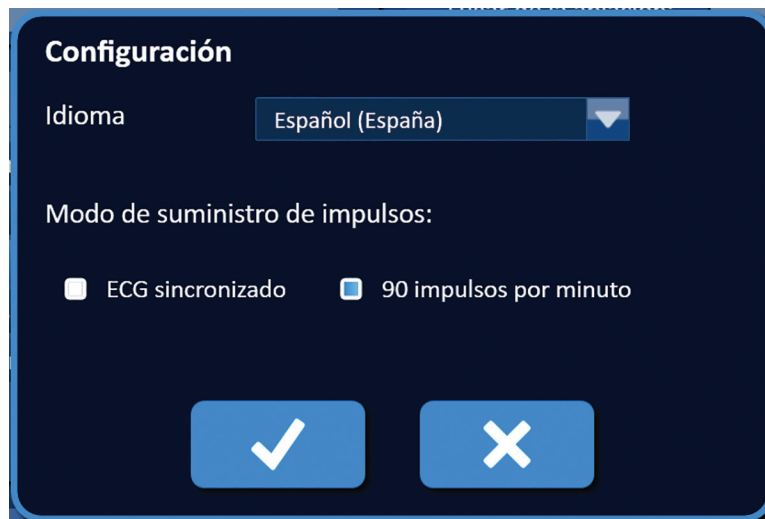 Configuración
Idioma
Español (España)
Modo de suministro de impulsos:
ECG sincronizado
90 impulsos por minuto